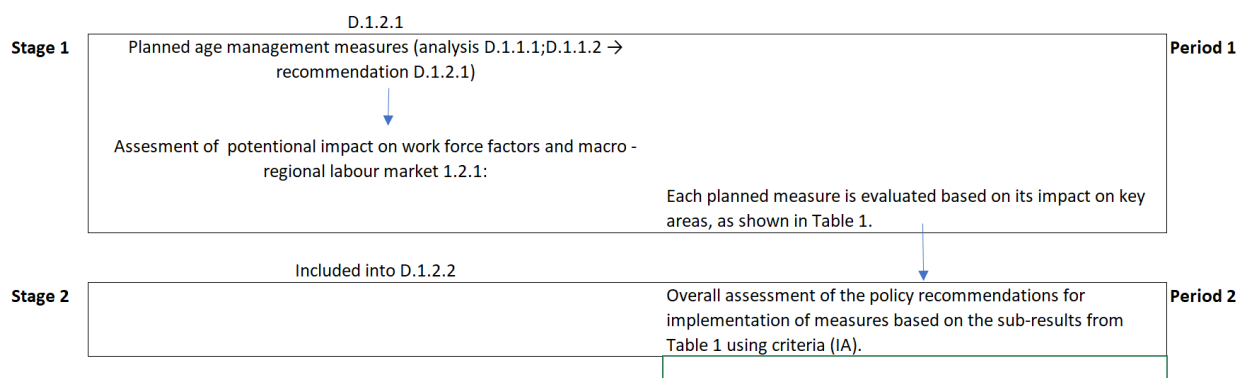 D.1.2.1
Stage 1
Planned age management measures (analysis D.1.1.1;D.1.1.2 →
recommendation D.1.2.1)
Period 1
Assesment of  potentional impact on work force factors and macro -
regional labour market 1.2.1:
Each planned measure is evaluated based on its impact on key
areas, as shown in Table 1.
Included into D.1.2.2
Stage 2
Overall assessment of the policy recommendations for
implementation of measures based on the sub-results from
Table 1 using criteria (IA).
Period 2